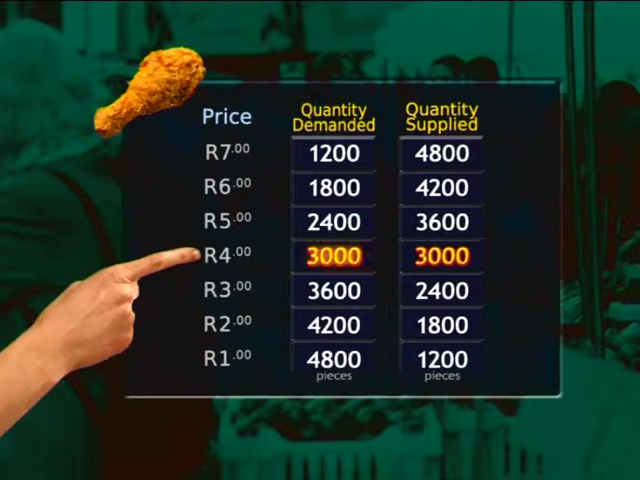 Price Quantity Demanded Quantity Supplied
R7.00 1200 4800
R6.00 1800 4200
R5.00 2400 3600
R4.00 3000 3000
R3.00 3600 2400
R2.00 4200 1800
R1.00 4800 1200
pieces pieces